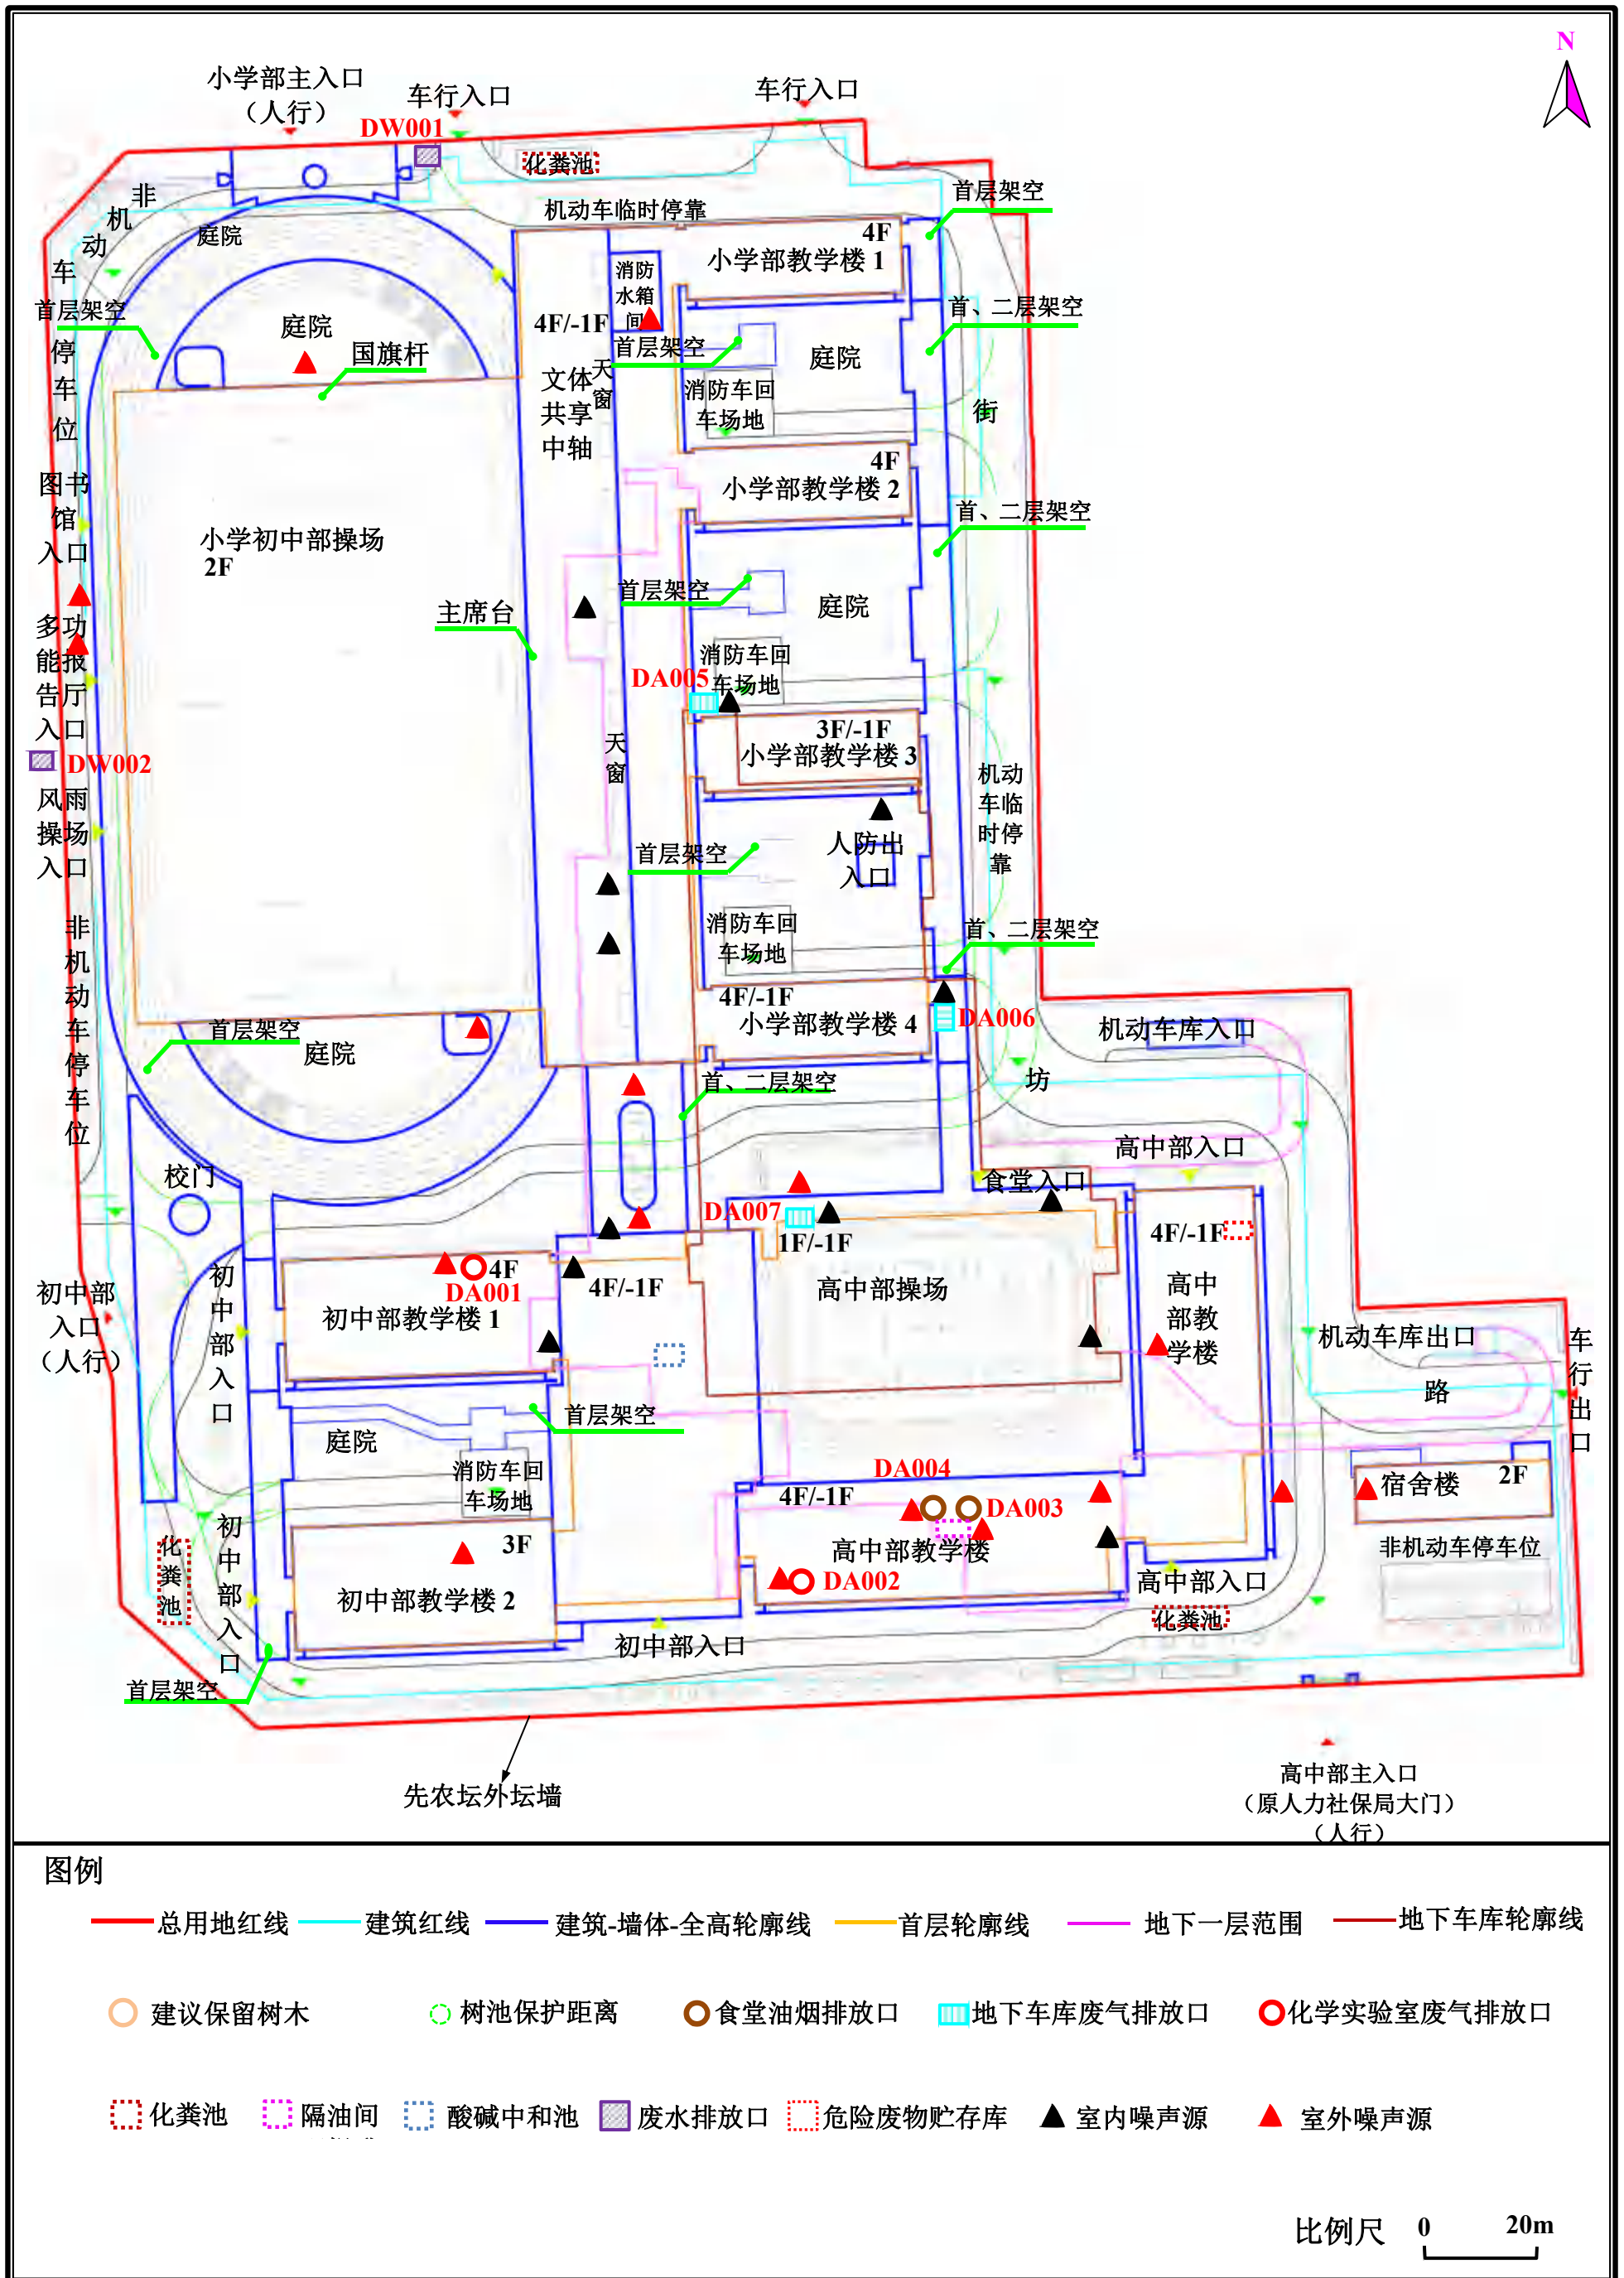 N
小学部主入口
（人行）
车行入口
车行入口
DW001
化粪池
首层架空
非
机
动
车
停
车
位
庭院
机动车临时停靠
4F
小学部教学楼 1
消防
水箱
间
首层架空
庭院
国旗杆
4F/-1F
首层架空
首、二层架空
庭院
天
窗
文体
共享
中轴
消防车回
车场地
街
4F
小学部教学楼 2
图书
馆
入口
小学初中部操场
2F
首、二层架空
首层架空
庭院
主席台
多功
能报
告厅
入口
消防车回
车场地
DA005
3F/-1F
小学部教学楼 3
天
窗
DW002
风雨
操场
入口
机动
车临
时停
靠
首层架空
人防出
入口
非
机
动
车
停
车
位
消防车回
车场地
首、二层架空
4F/-1F
小学部教学楼 4
DA006
首层架空
庭院
机动车库入口
首、二层架空
坊
高中部入口
校门
食堂入口
DA007
1F/-1F
4F/-1F
高中部操场
高中
部教
学楼
4F
DA001
初中部教学楼 1
4F/-1F
初中部
入口
（人行）
初
中
部
入
口
机动车库出口
路
车
行
出
口
首层架空
庭院
消防车回
车场地
DA004
4F/-1F
DA003
高中部教学楼
DA002
宿舍楼
2F
非机动车停车位
化
粪
池
初
中
部
入
口
3F
初中部教学楼 2
高中部入口
化粪池
初中部入口
首层架空
先农坛外坛墙
高中部主入口
（原人力社保局大门）
（人行）
图例
总用地红线
建筑红线
建筑-墙体-全高轮廓线
首层轮廓线
地下一层范围
地下车库轮廓线
建议保留树木
树池保护距离
食堂油烟排放口
地下车库废气排放口
化学实验室废气排放口
化粪池
隔油间
酸碱中和池
废水排放口
危险废物贮存库
室内噪声源
室外噪声源
比例尺
0
20m